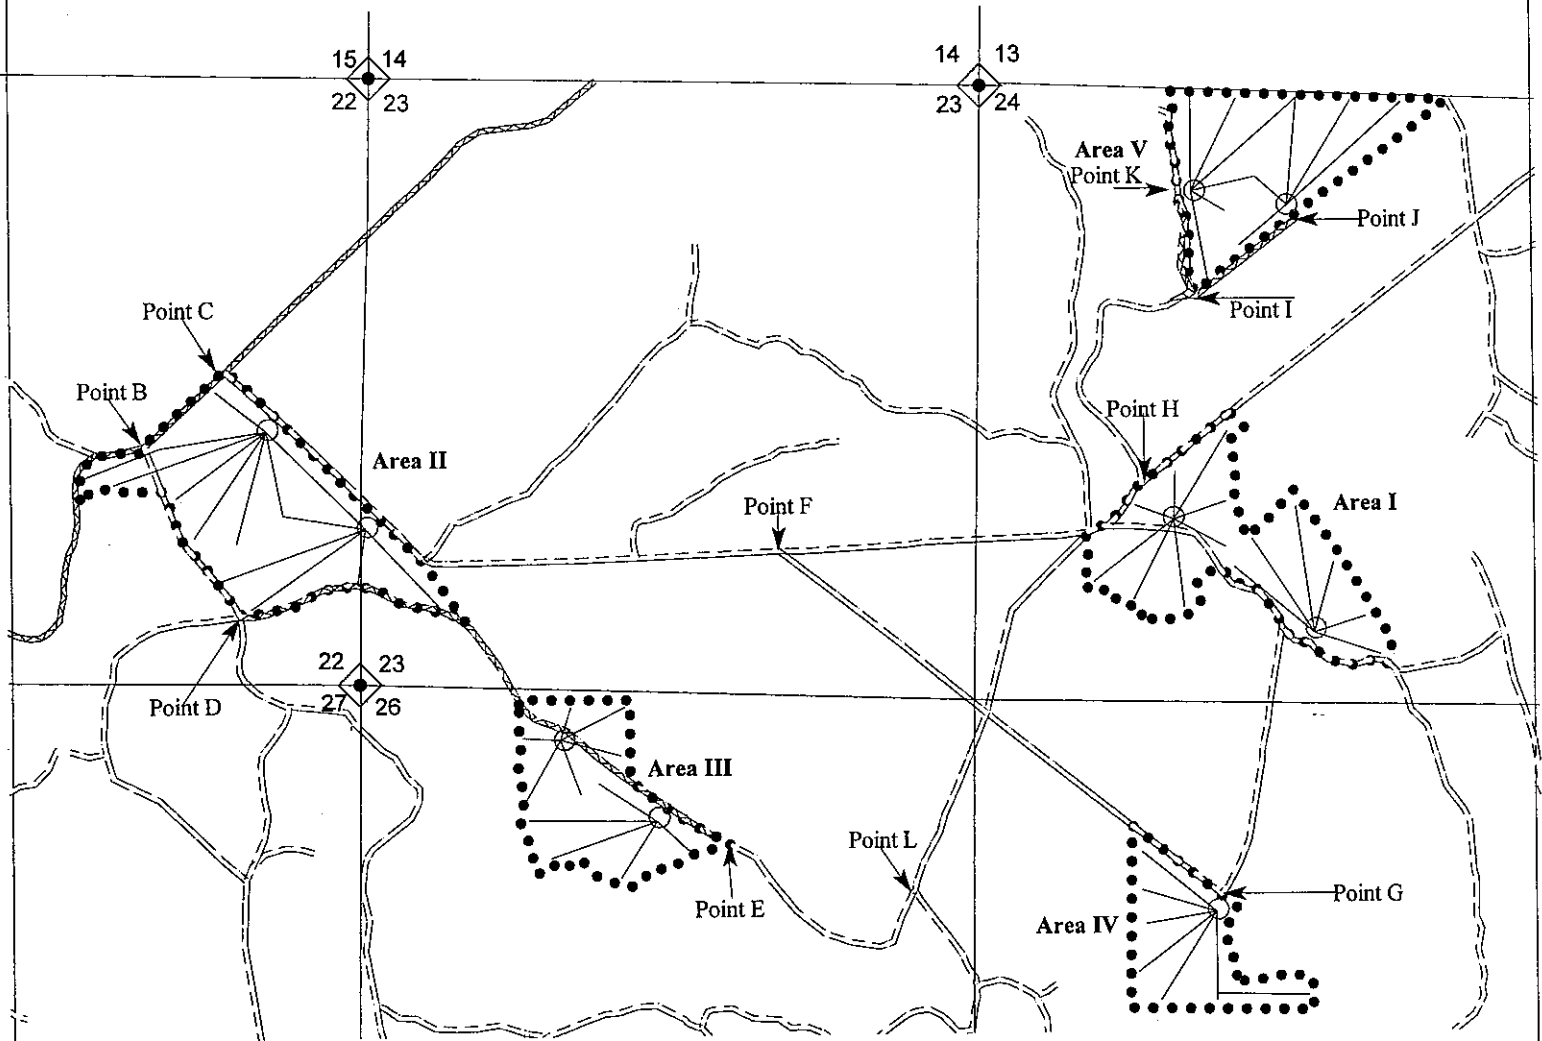 15 14
22 23
14 13
23 24
Area V
Point K
Point J
Point I
Point C
Point B
Point H
Area II
Point F
Area I
22 23
27 26
Point D
Area III
Point L
Point E
Point G
Area IV